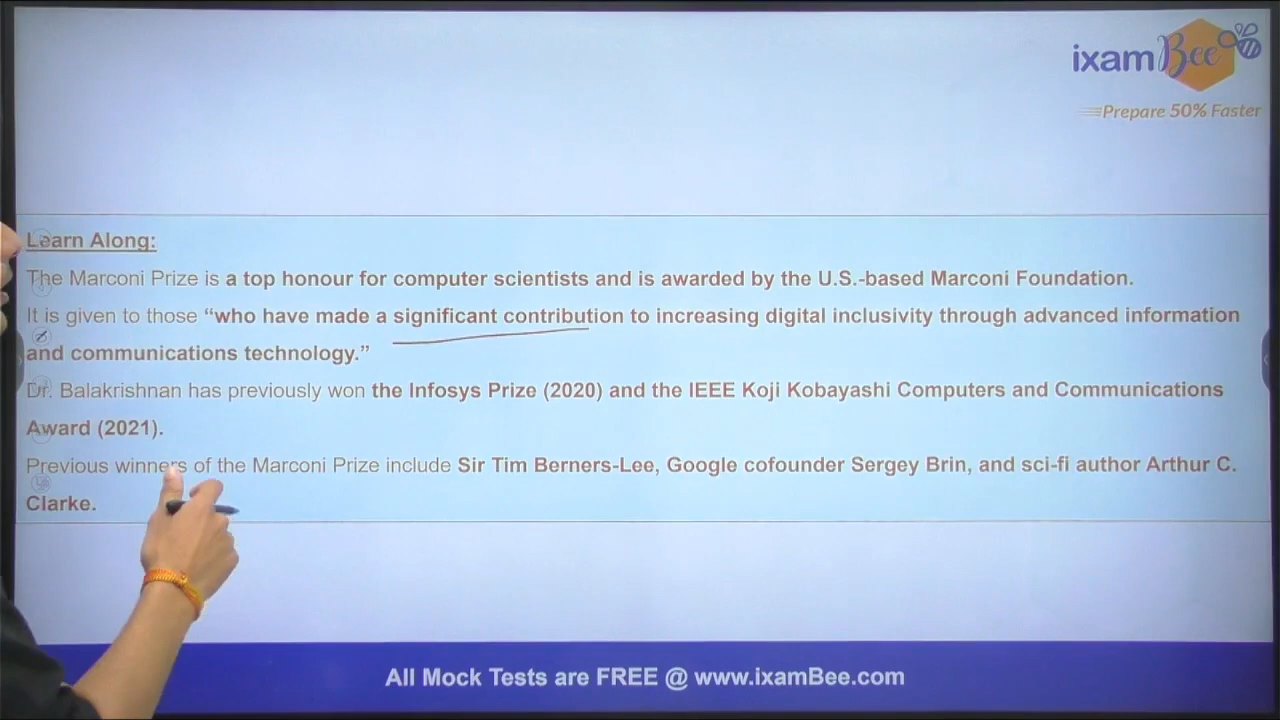 ixamBee
Prepare 50% Faster
Learn Along:
The Marconi Prize is a top honour for computer scientists and is awarded by the U.S.-based Marconi Foundation.
It is given to those “who have made a significant contribution to increasing digital inclusivity through advanced information
and communications technology.”
Dr. Balakrishnan has previously won the Infosys Prize (2020) and the IEEE Koji Kobayashi Computers and Communications
Award (2021).
Previous winners of the Marconi Prize include Sir Tim Berners-Lee, Google cofounder Sergey Brin, and sci-fi author Arthur C.
Clarke.
All Mock Tests are FREE @ www.ixamBee.com